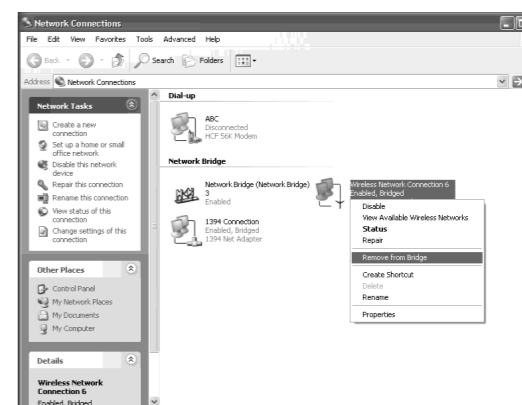 Network Connections
File Edit View Favorites Tools Advanced Help
Back Search Folders
Address Network Connections
Network Tasks
Create a new
connection
Set up a home or small
office network
Disable this network
device
Repair this connection
Rename this connection
View status of this
connection
Change settings of this
connection
Other Places
Control Panel
My Network Places
My Documents
My Computer
Details
Wireless Network
Connection 6
Enabled, Bridged
Dial-up
ABC
Disconnected
HCF 56K Modem
Network Bridge
Network Bridge (Network Bridge)
3
Enabled
1394 Connection
Enabled, Bridged
1394 Net Adapter
Wireless Network Connection 6
Enabled, Bridged
Disable
View Available Wireless Networks
Status
Repair
Remove from Bridge
Create Shortcut
Delete
Rename
Properties